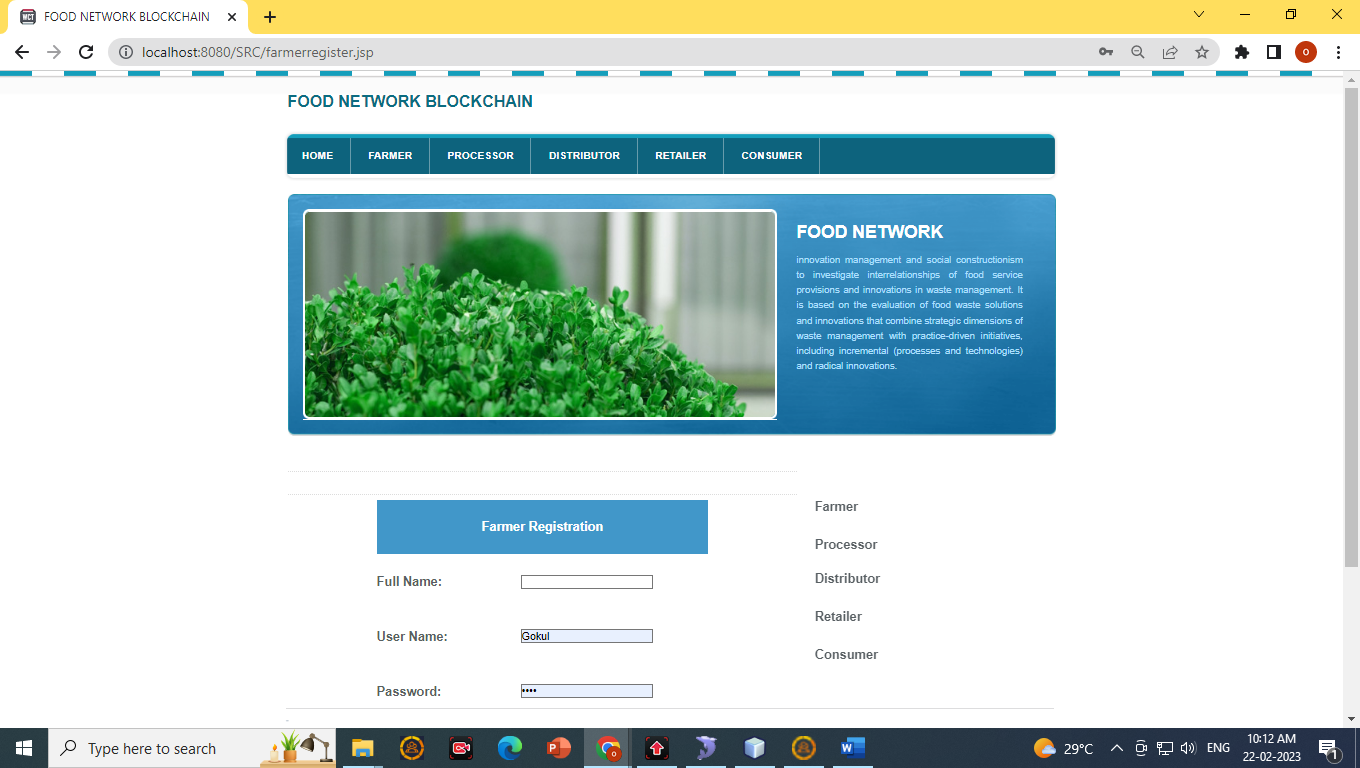 FOOD NETWORK BLOCKCHAIN
localhost:8080/SRC/farmerregister.jsp
FOOD NETWORK BLOCKCHAIN
HOME FARMER PROCESSOR DISTRIBUTOR RETAILER CONSUMER
FOOD NETWORK
innovation management and social constructionism
to investigate interrelationships of food service
provisions and innovations in waste management. It
is based on the evaluation of food waste solutions
and innovations that combine strategic dimensions of
waste management with practice-driven initiatives,
including incremental (processes and technologies)
and radical innovations.
Farmer Registration
Full Name:
User Name: Gokul
Password: ••••
Farmer
Processor
Distributor
Retailer
Consumer
Type here to search
29°C
ENG
10:12 AM
22-02-2023
1